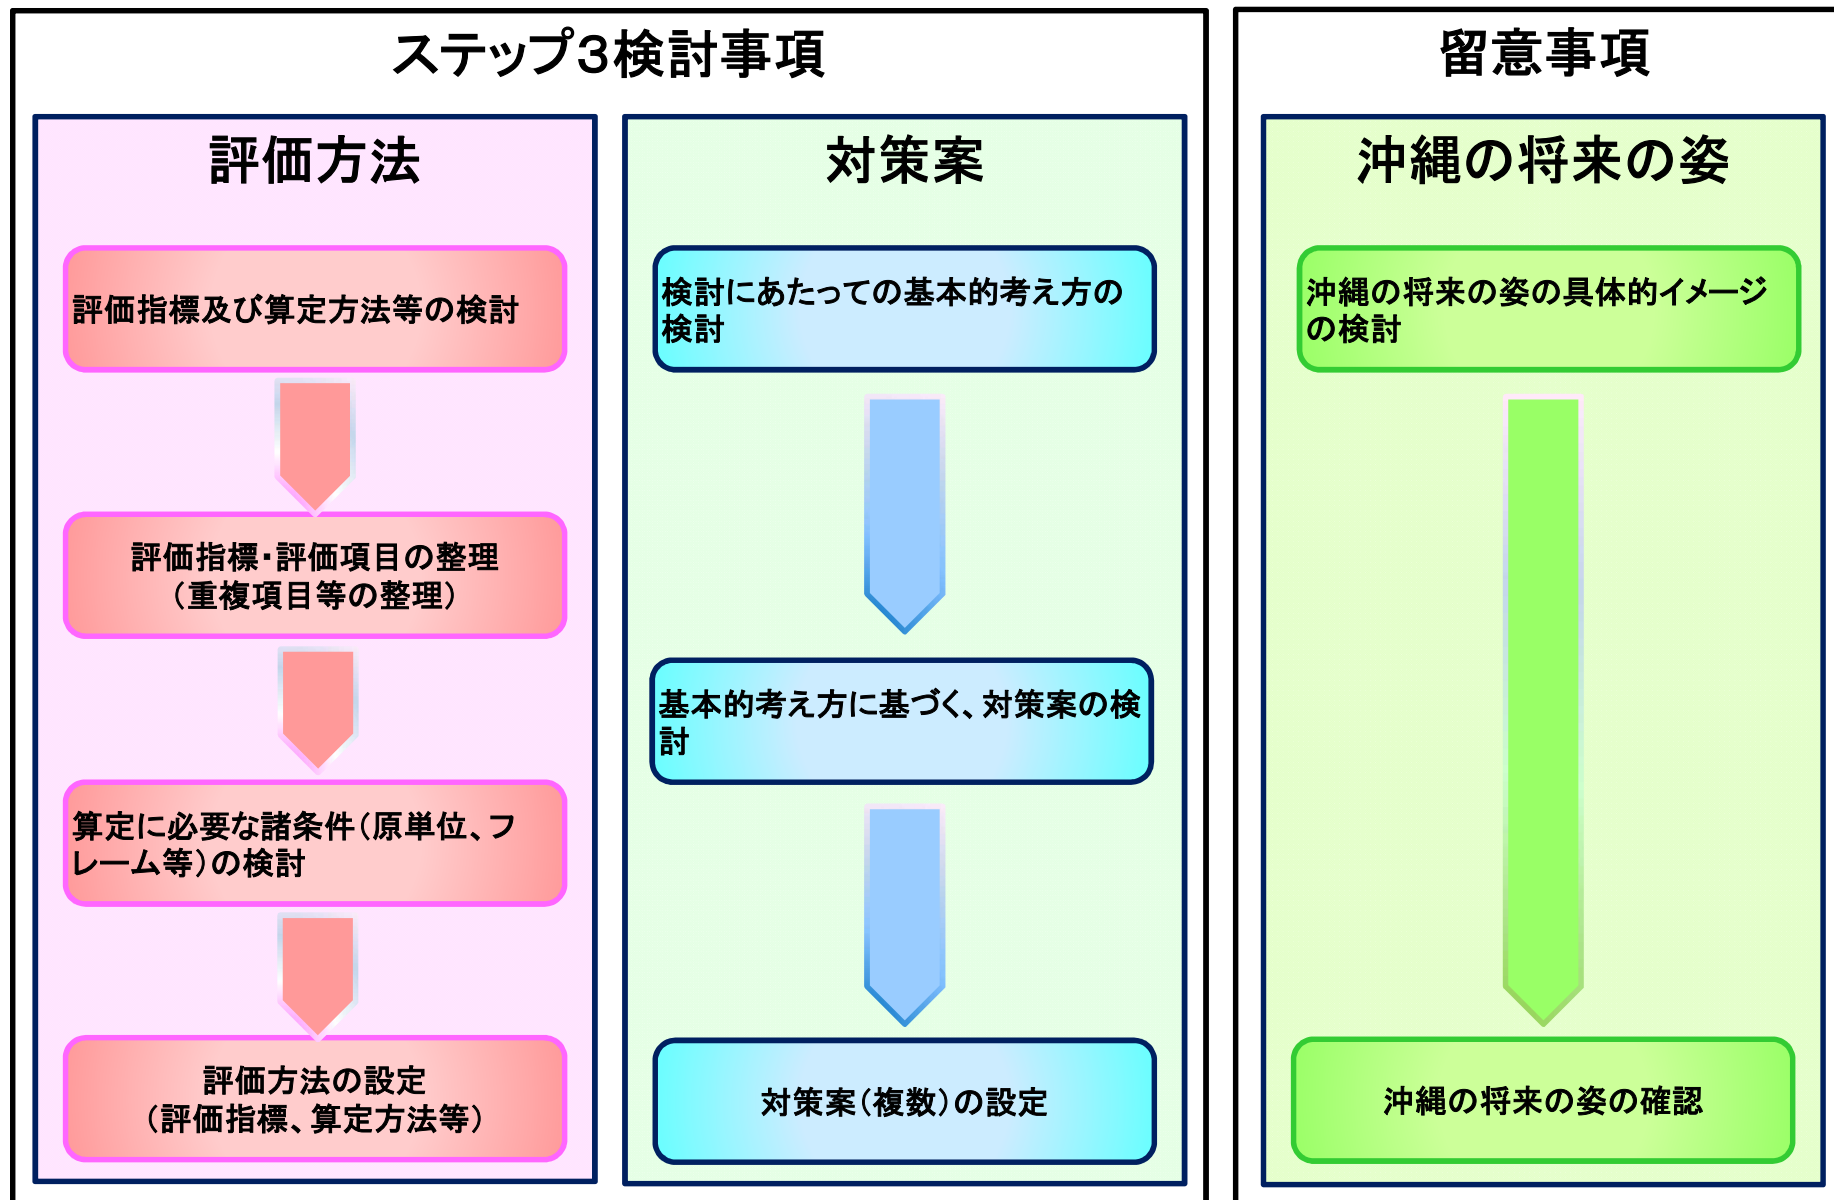 ステップ3検討事項
評価方法
評価指標及び算定方法等の検討
評価指標・評価項目の整理
（重複項目等の整理）
算定に必要な諸条件（原単位、フ
レーム等）の検討
評価方法の設定
（評価指標、算定方法等）
対策案
検討にあたっての基本的考え方の
検討
基本的考え方に基づく、対策案の検
討
対策案（複数）の設定
留意事項
沖縄の将来の姿
沖縄の将来の姿の具体的イメージ
の検討
沖縄の将来の姿の確認